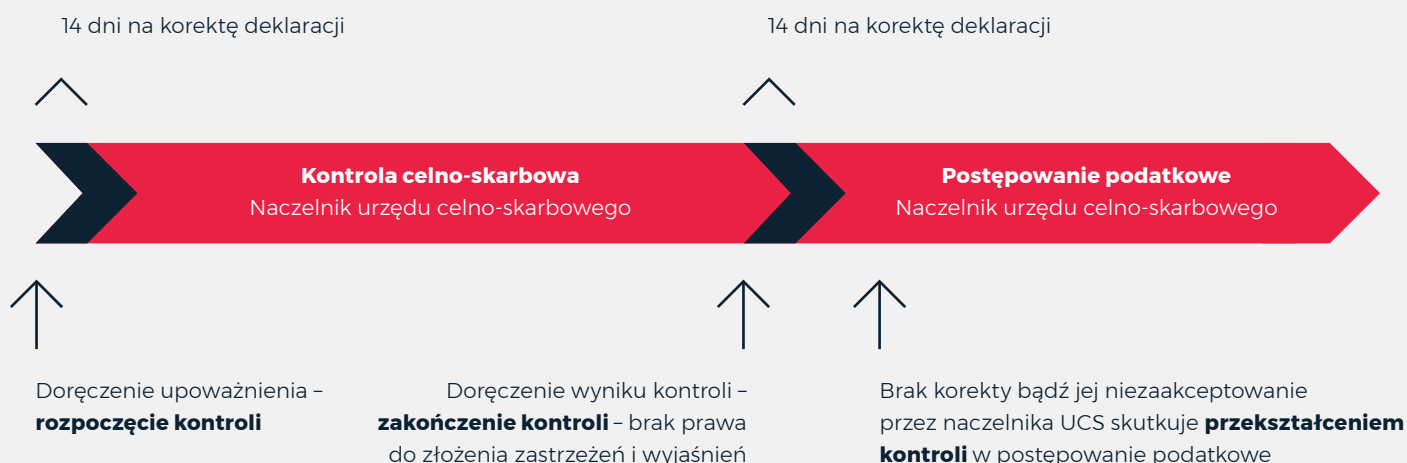 14 dni na korektę deklaracji
14 dni na korektę deklaracji
Kontrola celno-skarbowa
Naczelnik urzędu celno-skarbowego
Postępowanie podatkowe
Naczelnik urzędu celno-skarbowego
Doręczenie upoważnienia –
rozpoczęcie kontroli
Doręczenie wyniku kontroli –
zakończenie kontroli – brak prawa
do złożenia zastrzeżeń i wyjaśnień
Brak korekty bądź jej niezaakceptowanie
przez naczelnika UCS skutkuje przekształceniem
kontroli w postępowanie podatkowe